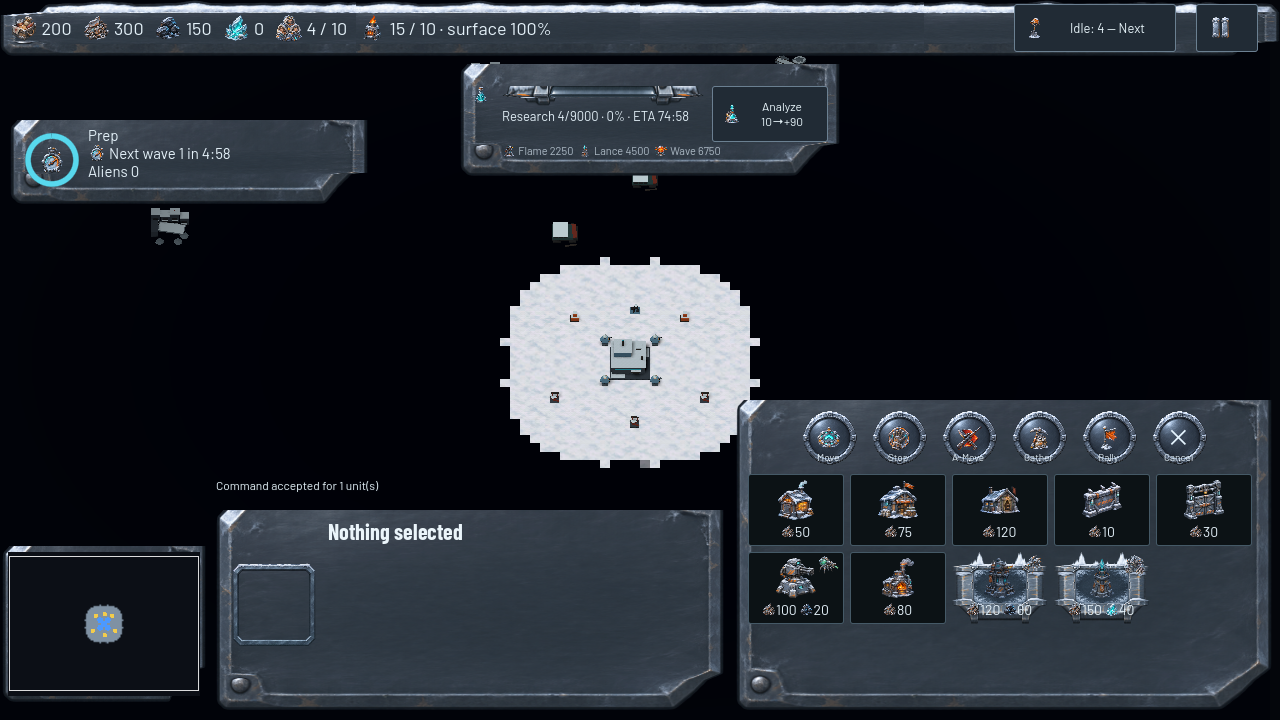 200 300 150 0 4 / 10 15 / 10 · surface 100%
Idle: 4 — Next
Research 4/9000 · 0% · ETA 74:58
Analyze
10→+90
Flame 2250 Lance 4500 Wave 6750
Prep
Next wave 1 in 4:58
Aliens 0
Command accepted for 1 unit(s)
Nothing selected
Move Stop A-Move Gather Rally Cancel
50 75 120 10 30
100 20 80 120 60 150 40